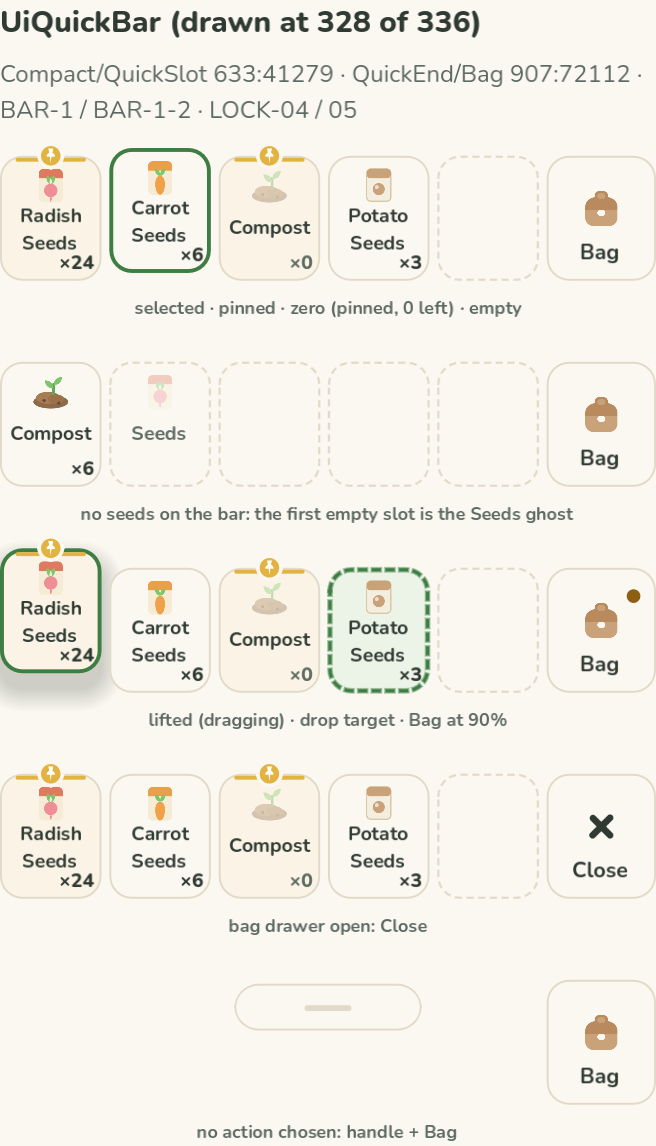 UiQuickBar (drawn at 328 of 336)
Compact/QuickSlot 633:41279 · QuickEnd/Bag 907:72112 ·
BAR-1 / BAR-1-2 · LOCK-04 / 05
Radish
Seeds
×24
Carrot
Seeds
×6
Compost
×0
Potato
Seeds
×3
Bag
selected · pinned · zero (pinned, 0 left) · empty
Compost
×6
Seeds
Bag
no seeds on the bar: the first empty slot is the Seeds ghost
Radish
Seeds
×24
Carrot
Seeds
×6
Compost
×0
Potato
Seeds
×3
Bag
lifted (dragging) · drop target · Bag at 90%
Radish
Seeds
×24
Carrot
Seeds
×6
Compost
×0
Potato
Seeds
×3
Close
bag drawer open: Close
Bag
no action chosen: handle + Bag